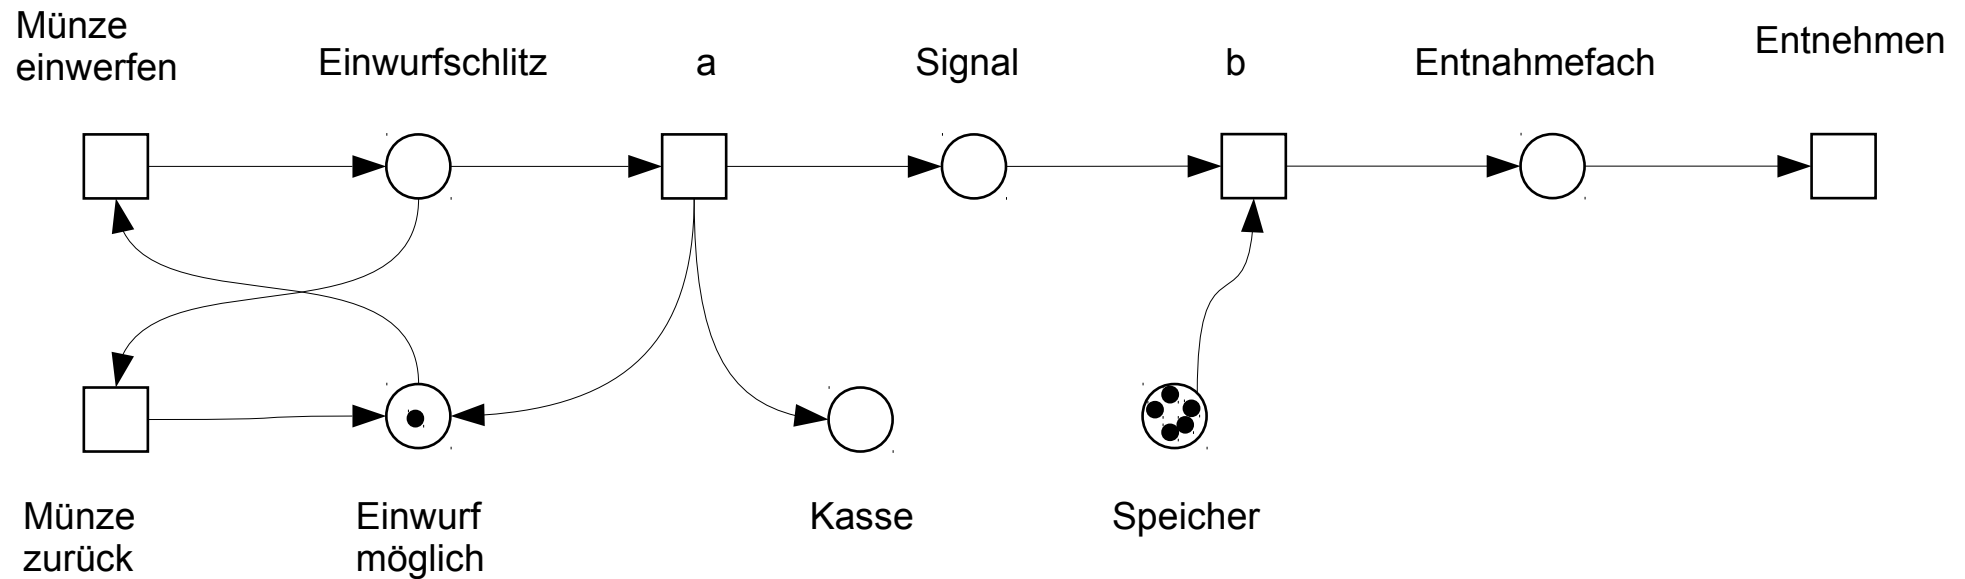 Münze
einwerfen
Einwurfschlitz
a
Signal
b
Entnahmefach
Entnehmen
Münze
zurück
Einwurf
möglich
Kasse
Speicher